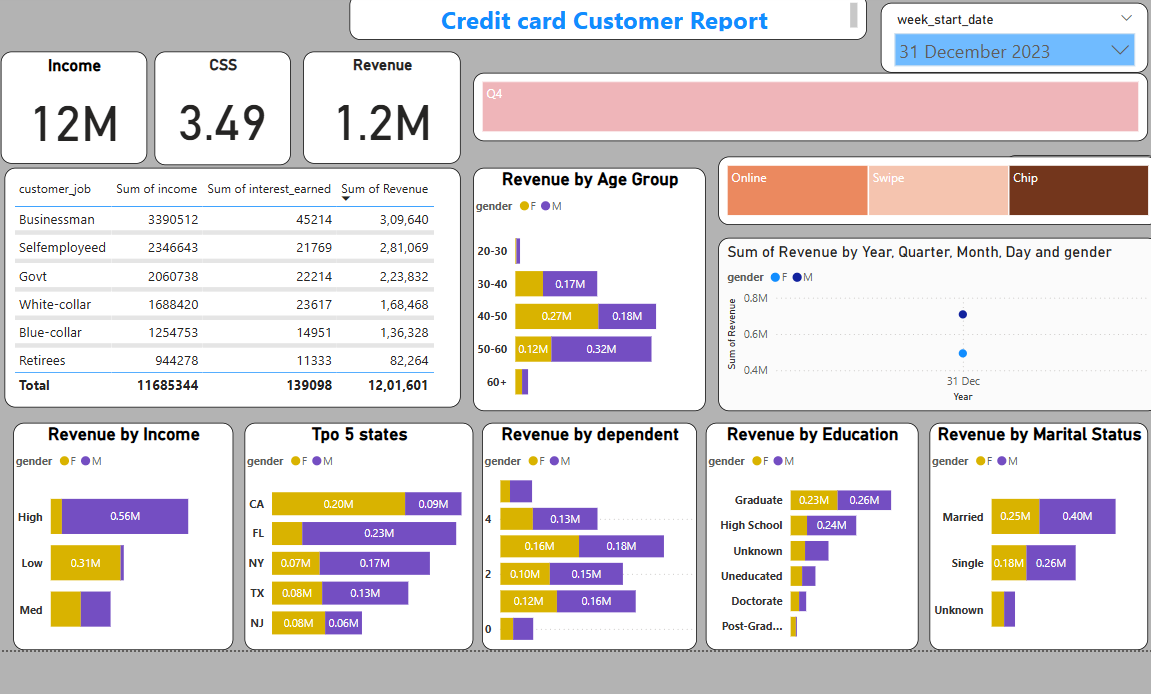 Credit card Customer Report
week_start_date
31 December 2023
Income
12M
CSS
3.49
Revenue
1.2M
Q4
customer_job Sum of income Sum of interest_earned Sum of Revenue
Businessman 3390512 45214 3,09,640
Selfemployeed 2346643 21769 2,81,069
Govt 2060738 22214 2,23,832
White-collar 1688420 23617 1,68,468
Blue-collar 1254753 14951 1,36,328
Retirees 944278 11333 82,264
Total 11685344 139098 12,01,601
Revenue by Age Group
gender F M
20-30
30-40 0.17M
40-50 0.27M 0.18M
50-60 0.12M 0.32M
60+
Online Swipe Chip
Sum of Revenue by Year, Quarter, Month, Day and gender
gender F M
Sum of Revenue
0.8M
0.6M
0.4M
31 Dec
Year
Revenue by Income
gender F M
High 0.56M
Low 0.31M
Med
Tpo 5 states
gender F M
CA 0.20M 0.09M
FL 0.23M
NY 0.07M 0.17M
TX 0.08M 0.13M
NJ 0.08M 0.06M
Revenue by dependent
gender F M
4 0.13M
0.16M 0.18M
2 0.10M 0.15M
0.12M 0.16M
0
Revenue by Education
gender F M
Graduate 0.23M 0.26M
High School 0.24M
Unknown
Uneducated
Doctorate
Post-Grad...
Revenue by Marital Status
gender F M
Married 0.25M 0.40M
Single 0.18M 0.26M
Unknown